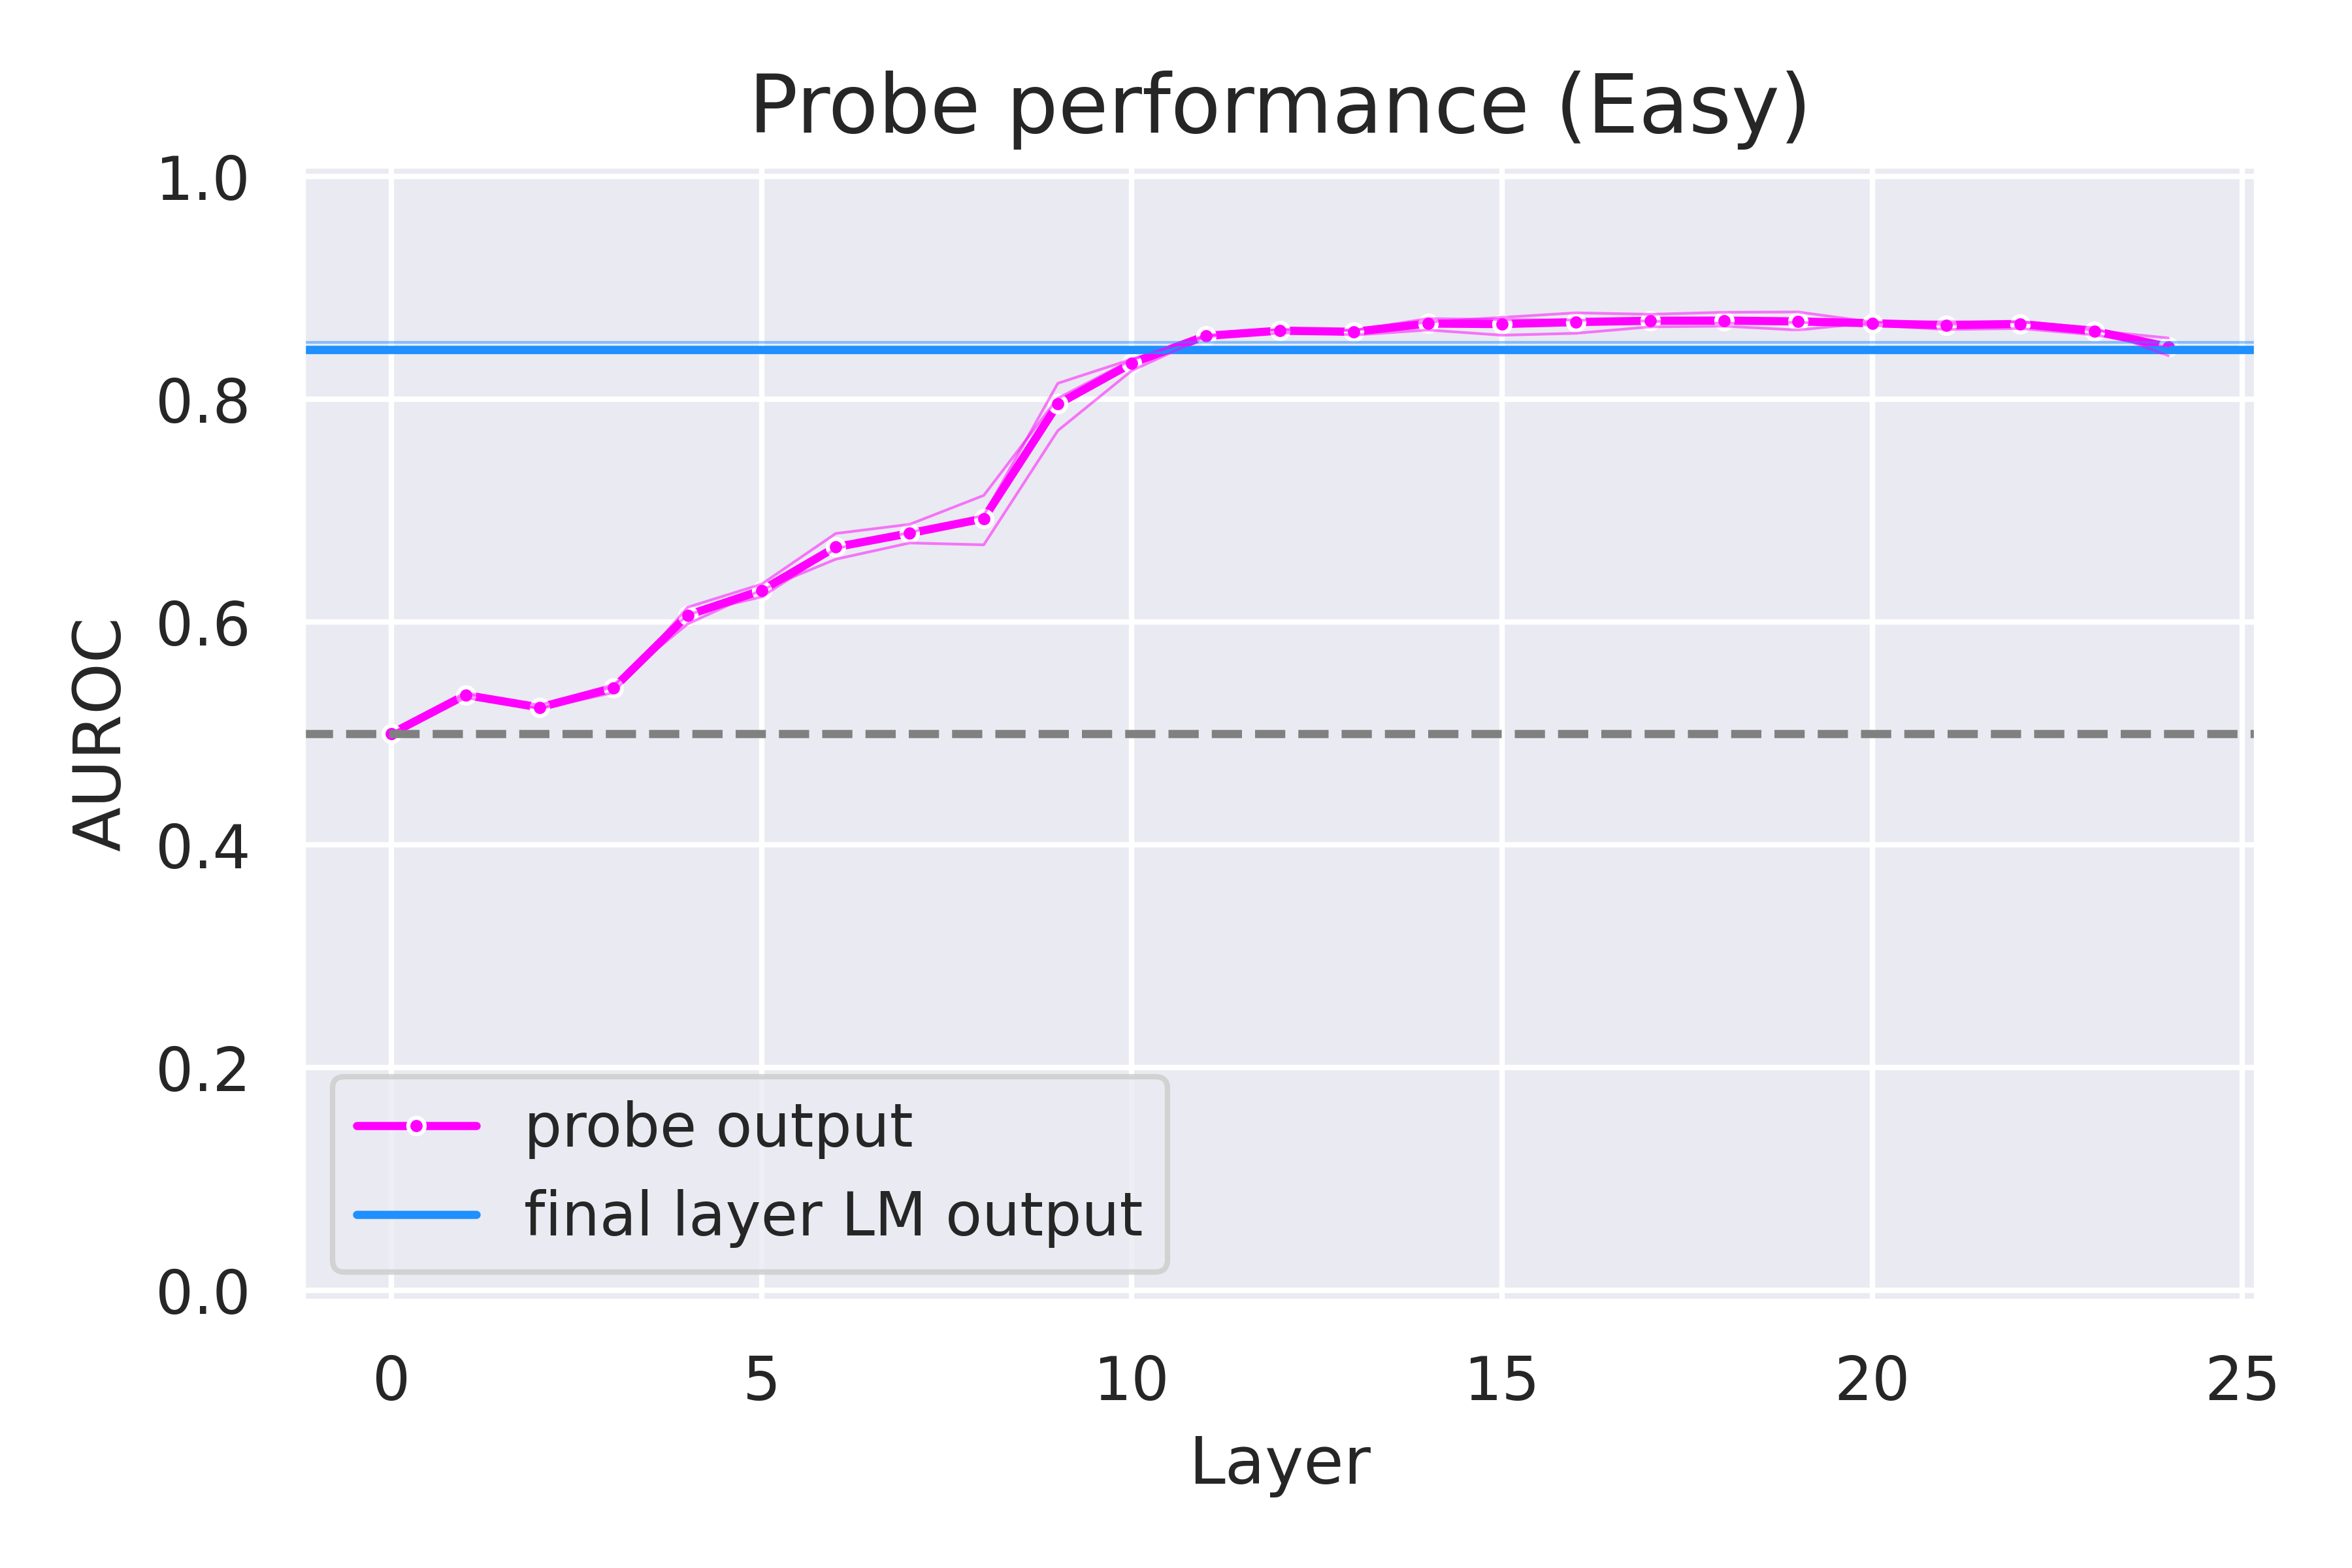 Probe performance (Easy)
1.0
0.8
0.6
0.4
0.2
0.0
AUROC
probe output
final layer LM output
0 5 10 15 20 25
Layer